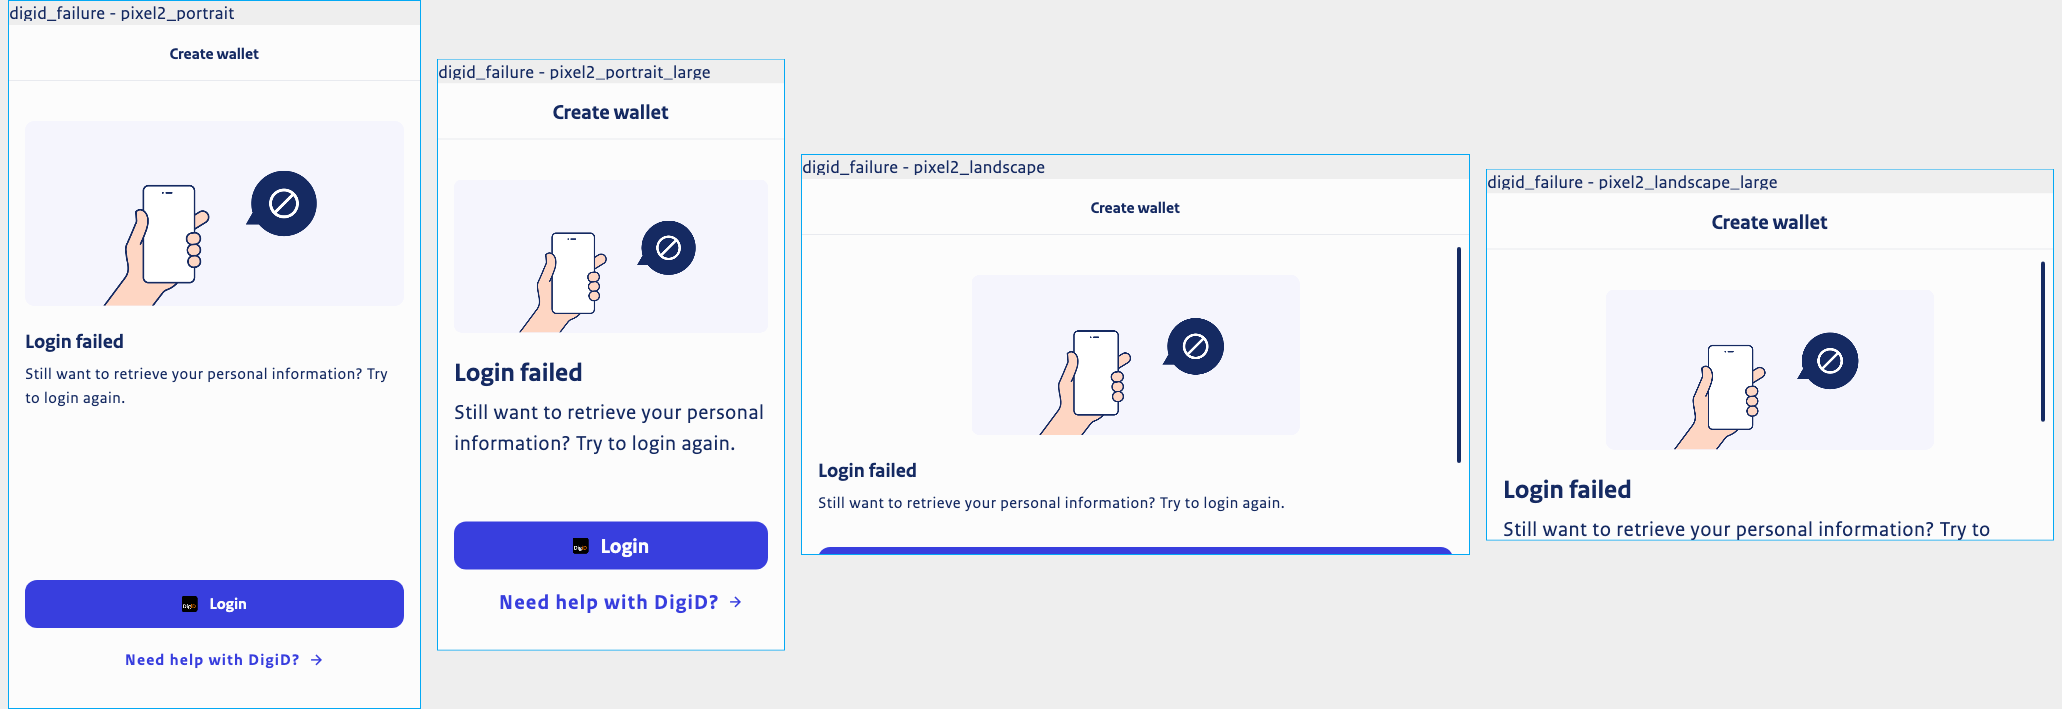 digid_failure - pixel2_portrait
Create wallet
Login failed
Still want to retrieve your personal information? Try
to login again.
DigiD Login
Need help with DigiD? →
digid_failure - pixel2_portrait_large
Create wallet
Login failed
Still want to retrieve your personal
information? Try to login again.
DigiD Login
Need help with DigiD? →
digid_failure - pixel2_landscape
Create wallet
Login failed
Still want to retrieve your personal information? Try to login again.
digid_failure - pixel2_landscape_large
Create wallet
Login failed
Still want to retrieve your personal information? Try to